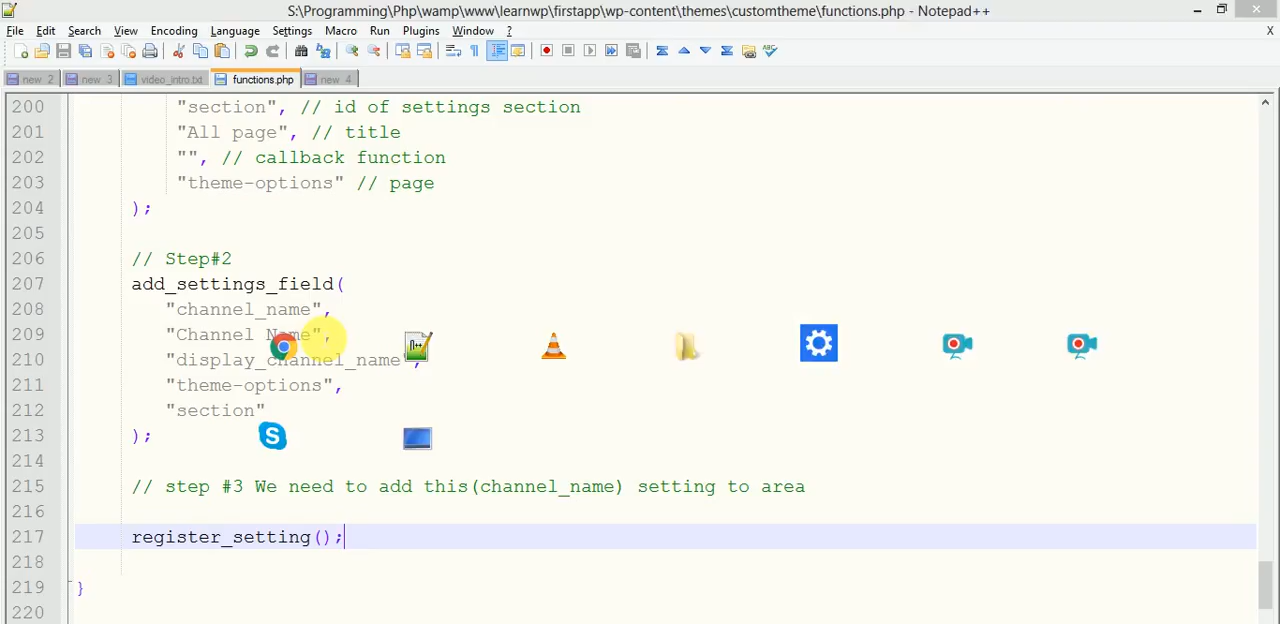 S:\Programming\Php\wamp\www\learnwp\firstapp\wp-content\themes\customtheme\functions.php - Notepad++
File Edit Search View Encoding Language Settings Macro Run Plugins Window ?
X
new 2 new 3 video_intro.txt functions.php new 4
200 "section", // id of settings section
201 "All page", // title
202 "", // callback function
203 "theme-options" // page
204 );
205
206 // Step#2
207 add_settings_field(
208 "channel_name",
209 "Channel Name",
210 "display_channel_name",
211 "theme-options",
212 "section"
213 );
214
215 // step #3 We need to add this(channel_name) setting to area
216
217 register_setting();
218
219 }
220